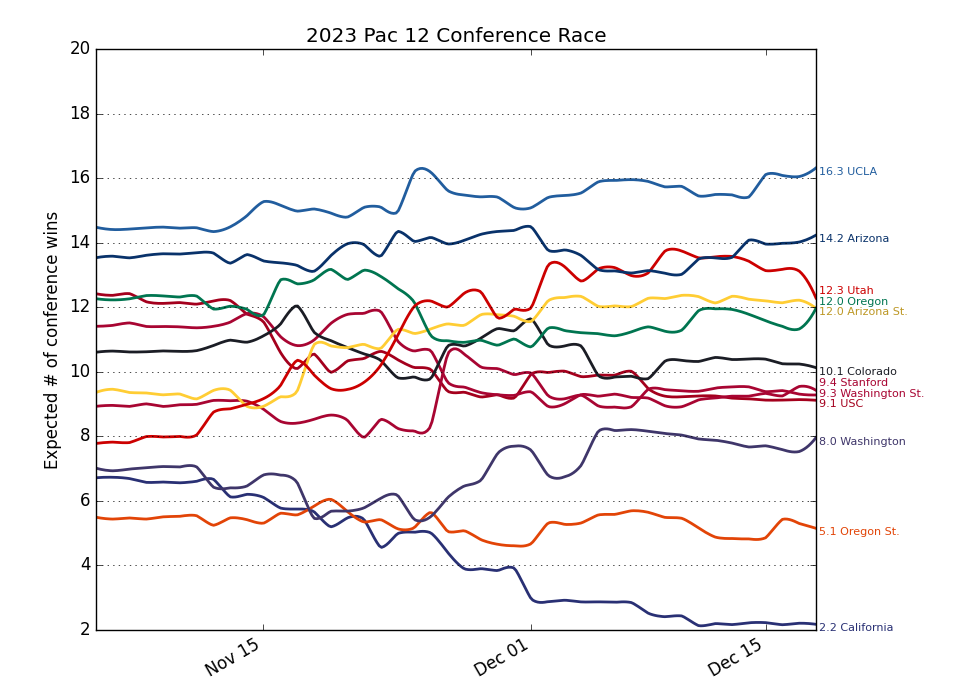 2023 Pac 12 Conference Race
Expected # of conference wins
20
18
16
14
12
10
8
6
4
2
16.3 UCLA
14.2 Arizona
12.3 Utah
12.0 Oregon
12.0 Arizona St.
10.1 Colorado
9.4 Stanford
9.3 Washington St.
9.1 USC
8.0 Washington
5.1 Oregon St.
2.2 California
Nov 15
Dec 01
Dec 15